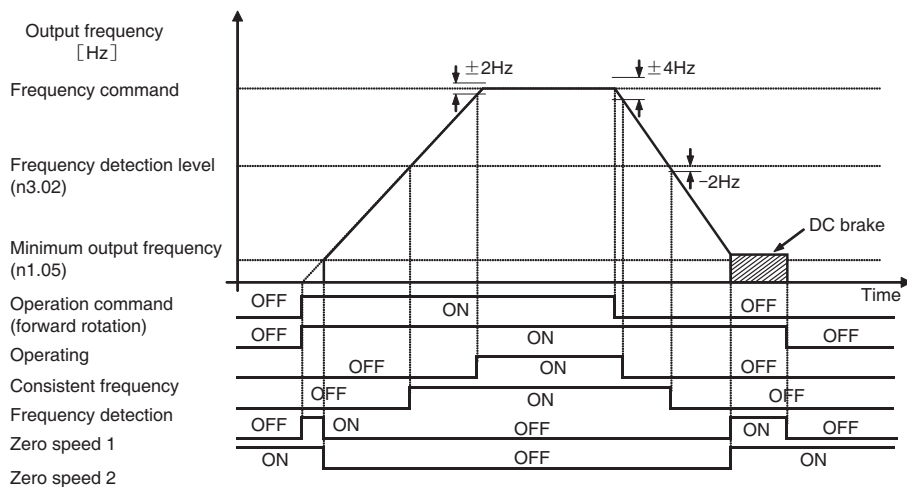 Output frequency
［Hz］
±2Hz
±4Hz
Frequency command
Frequency detection level
(n3.02)
−2Hz
DC brake
Minimum output frequency
(n1.05)
Time
Operation command
(forward rotation)
OFF
ON
OFF
OFF
ON
OFF
Operating
OFF
ON
OFF
Consistent frequency
OFF
ON
OFF
Frequency detection
OFF
ON
OFF
ON
OFF
Zero speed 1
ON
OFF
ON
Zero speed 2